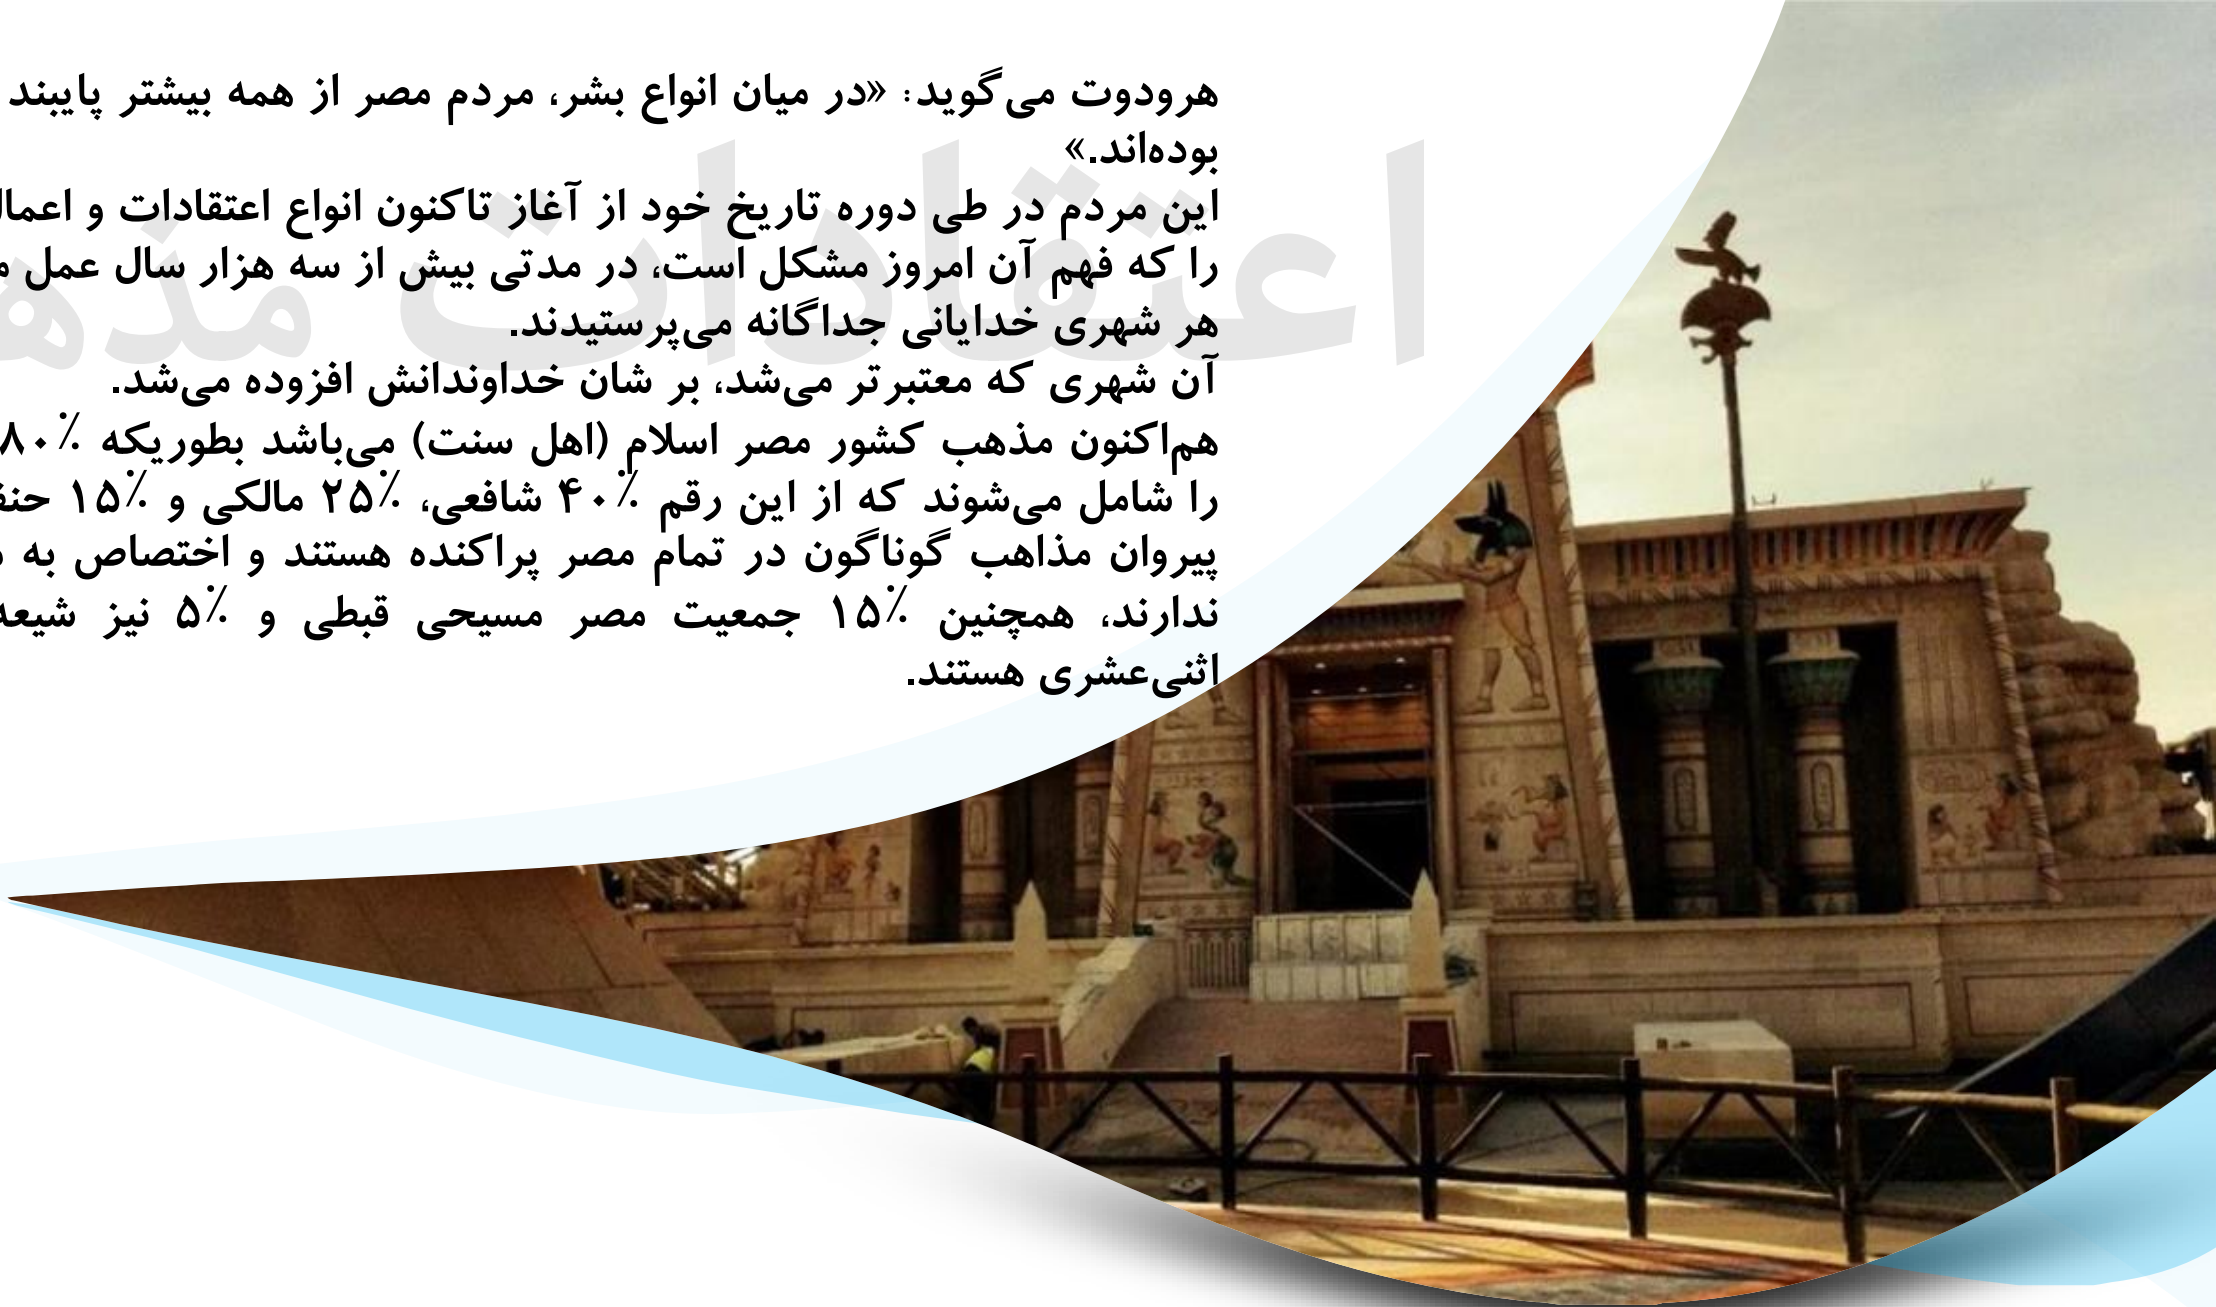 اعتقادات
هرودوت می‌گوید: «در میان انواع بشر، مردم مصر از همه بیشتر پایبند
بوده‌اند.»
این مردم در طی دوره تاریخ خود از آغاز تاکنون انواع اعتقادات و
را که فهم آن امروز مشکل است، در مدتی بیش از سه هزار سال عمل
هر شهری خدایانی جداگانه می‌پرستیدند.
آن شهری که معتبرتر می‌شد، بر شان خداوندانش افزوده می‌شد.
هم‌اکنون مذهب کشور مصر اسلام (اهل سنت) می‌باشد بطوریکه ۸۰٪
را شامل می‌شوند که از این رقم ۴۰٪ شافعی، ۲۵٪ مالکی و ۱۵٪
پیروان مذاهب گوناگون در تمام مصر پراکنده هستند و اختصاص به
ندارند، همچنین ۱۵٪ جمعیت مصر مسیحی قبطی و ۵٪ نیز شیعه
اثنی‌عشری هستند.